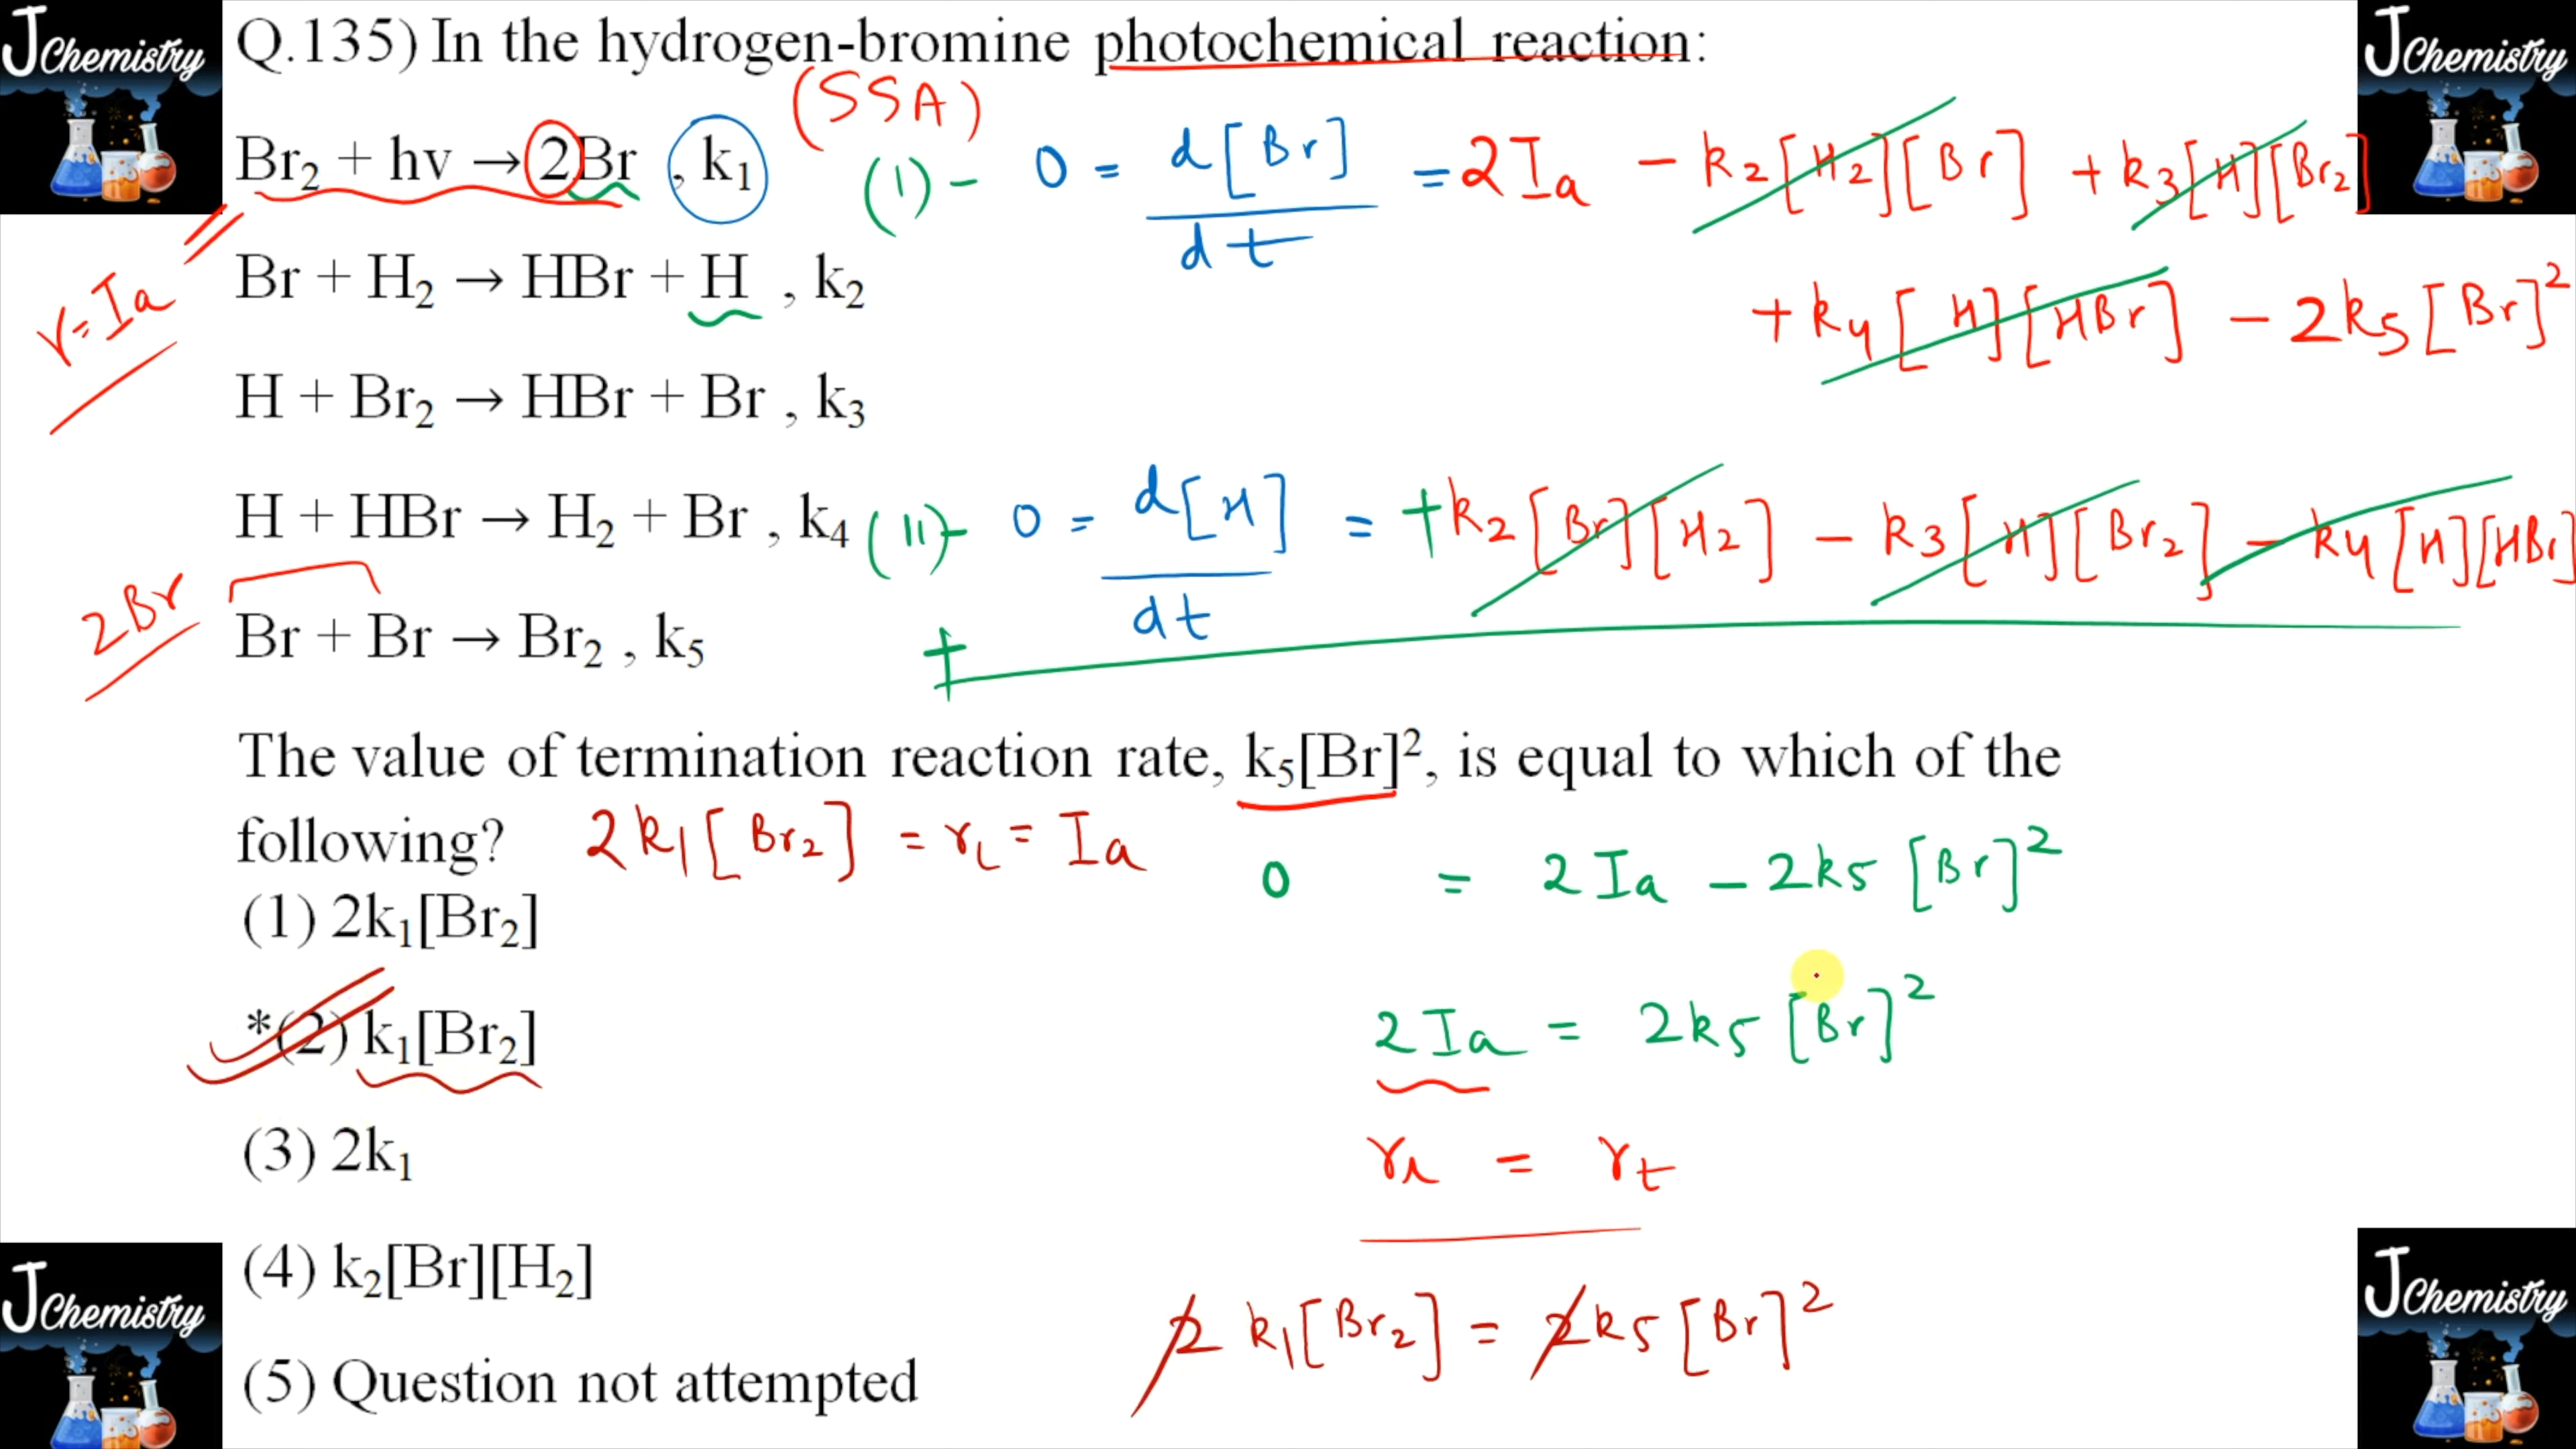 JChemistry
JChemistry
Q.135) In the hydrogen-bromine photochemical reaction:
(SSA)
Br₂ + hν → 2Br , k₁
(1) - 0 = d[Br]/dt = 2Ia - k₂[H₂][Br] + k₃[H][Br₂]
+ k₄[H][HBr] - 2k₅[Br]²
r = Ia
Br + H₂ → HBr + H , k₂
H + Br₂ → HBr + Br , k₃
H + HBr → H₂ + Br , k₄
(11)- 0 = d[H]/dt = +k₂[Br][H₂] - k₃[H][Br₂] - k₄[H][HBr]
2Br
Br + Br → Br₂ , k₅
+
The value of termination reaction rate, k₅[Br]², is equal to which of the
following?
2k₁[Br₂] = rᵢ = Ia
0 = 2Ia - 2k₅[Br]²
(1) 2k₁[Br₂]
*(2) k₁[Br₂]
2Ia = 2k₅[Br]²
(3) 2k₁
rᵢ = rₜ
(4) k₂[Br][H₂]
2k₁[Br₂] = 2k₅[Br]²
(5) Question not attempted
JChemistry
JChemistry